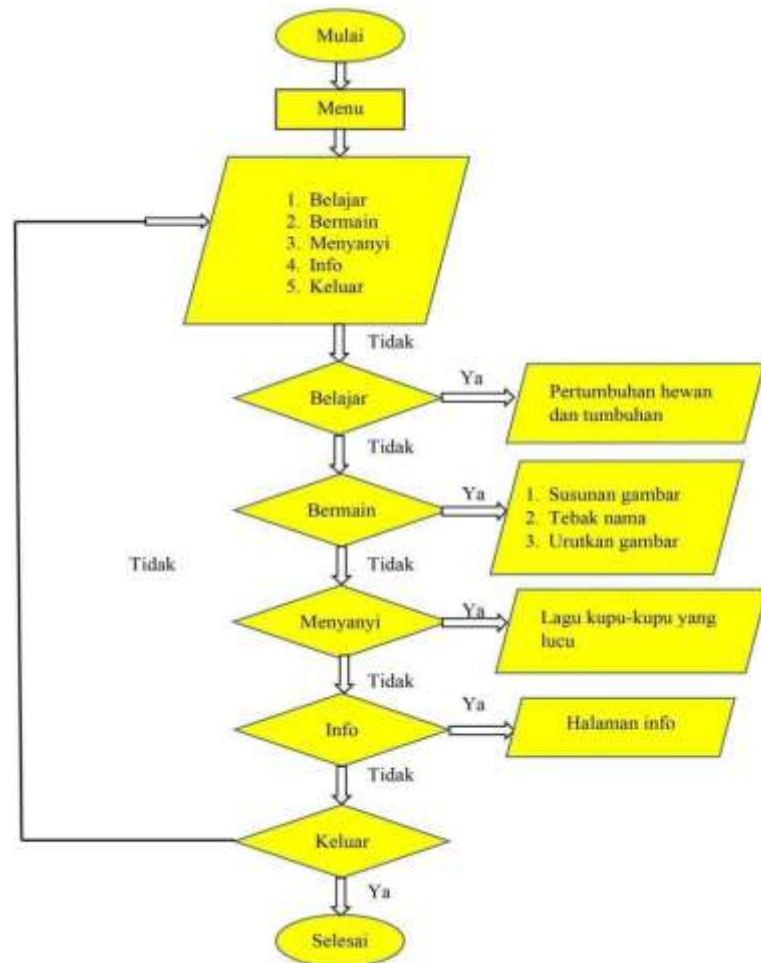 Mulai
Menu
1. Belajar
2. Bermain
3. Menyanyi
4. Info
5. Keluar
Tidak
Belajar
Ya
Pertumbuhan hewan
dan tumbuhan
Tidak
Bermain
Ya
1. Susunan gambar
2. Tebak nama
3. Urutkan gambar
Tidak
Tidak
Menyanyi
Ya
Lagu kupu-kupu yang
lucu
Tidak
Info
Ya
Halaman info
Tidak
Keluar
Ya
Selesai